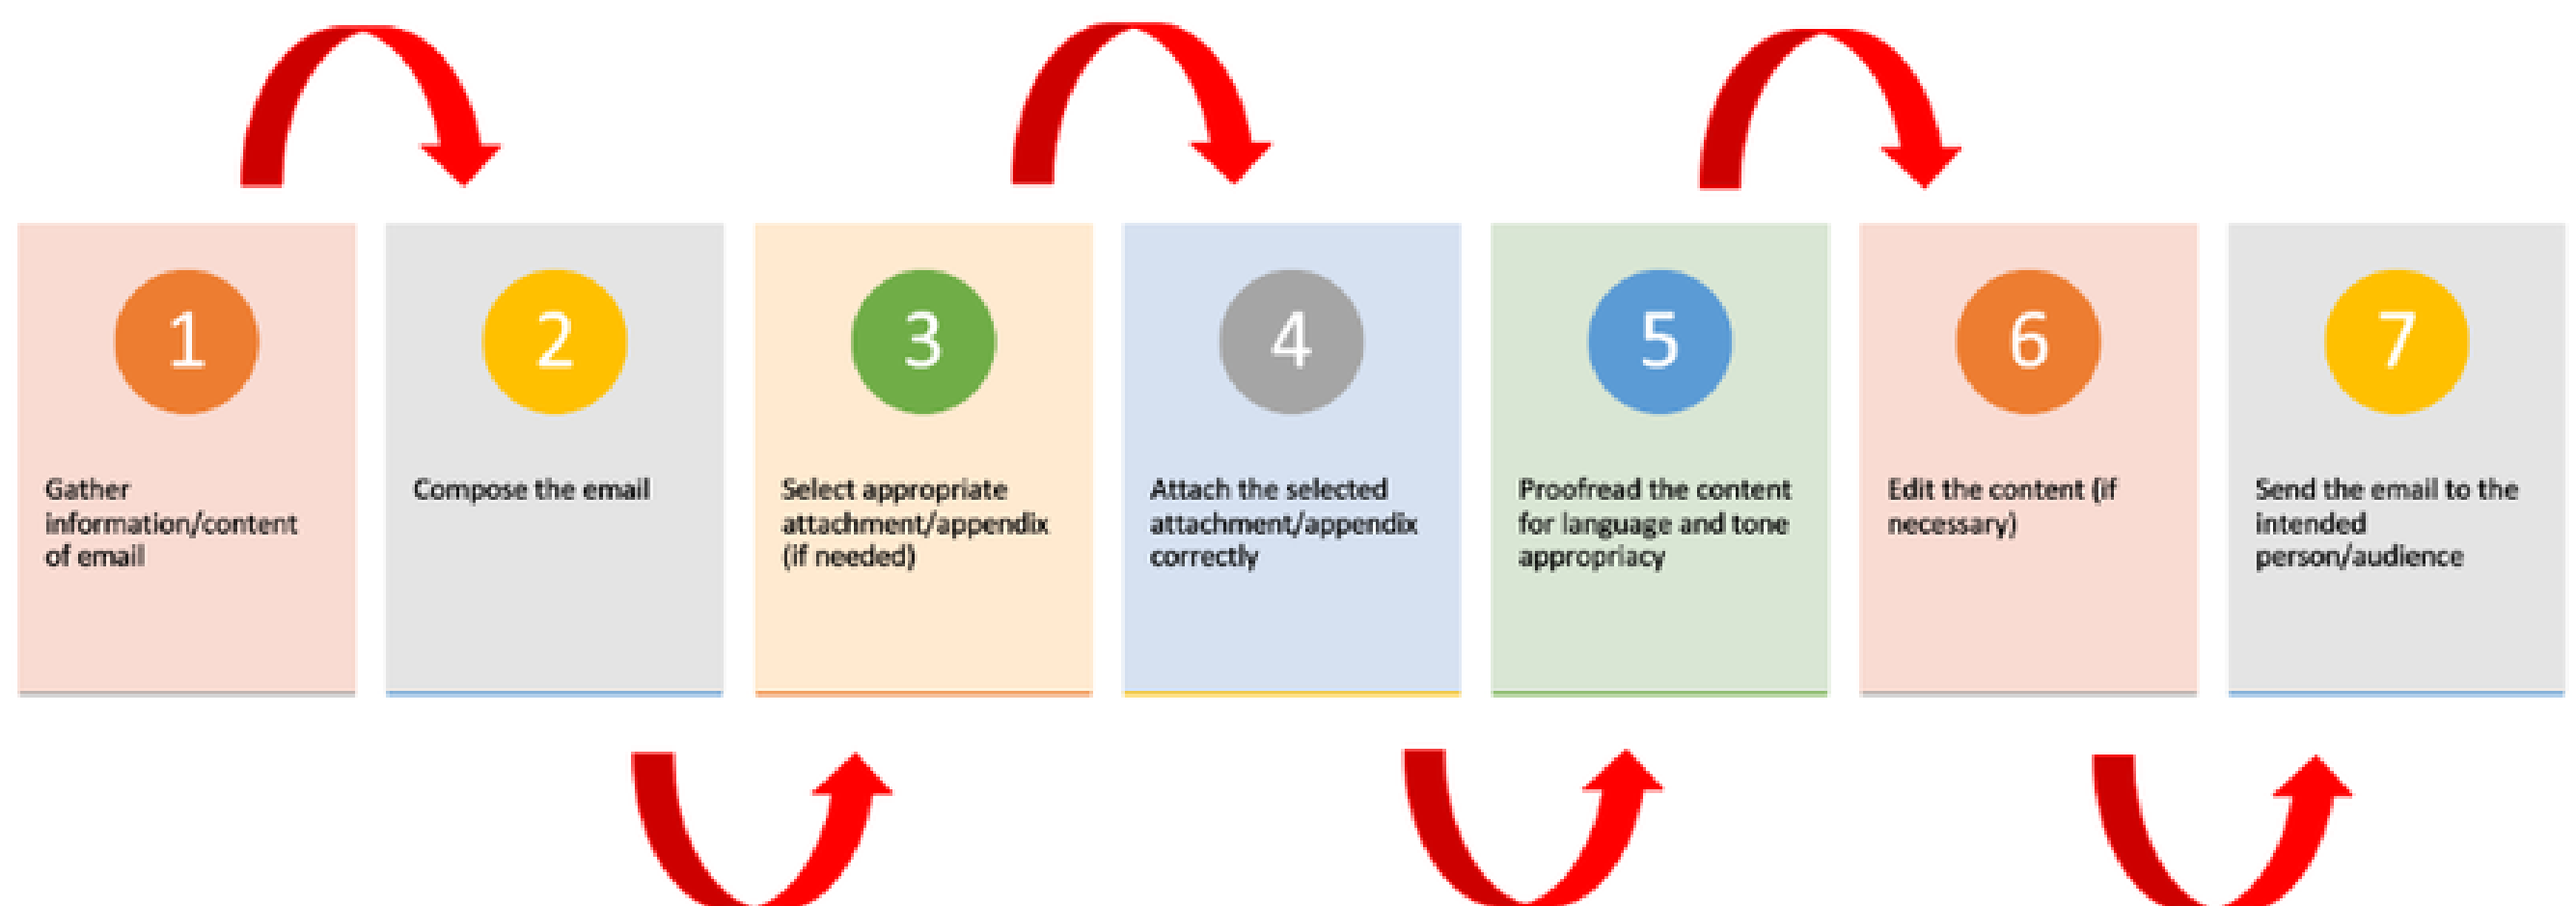 1
Gather
information/content
of email
2
Compose the email
3
Select appropriate
attachment/appendix
(if needed)
4
Attach the selected
attachment/appendix
correctly
5
Proofread the content
for language and tone
appropriacy
6
Edit the content (if
necessary)
7
Send the email to the
intended
person/audience